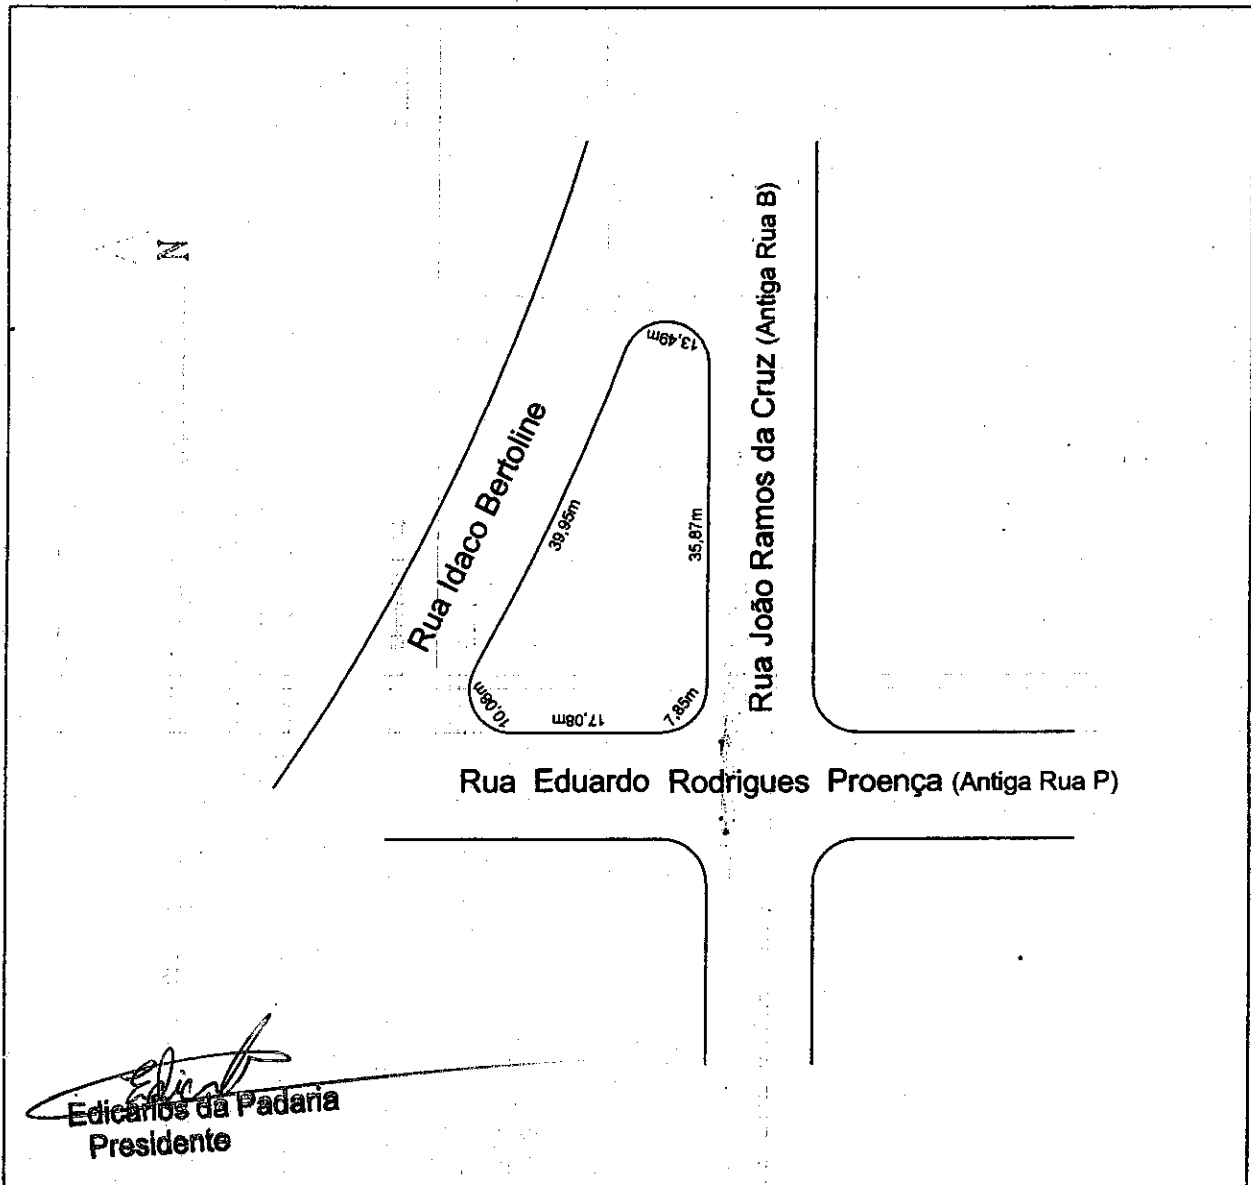 N
Rua João Ramos da Cruz (Antiga Rua B)
Rua Idaco Bertoline
13,49m
39,95m
35,87m
10,08m
17,08m
7,85m
Rua Eduardo Rodrigues Proença (Antiga Rua P)
Edicarlos da Padaria
Presidente